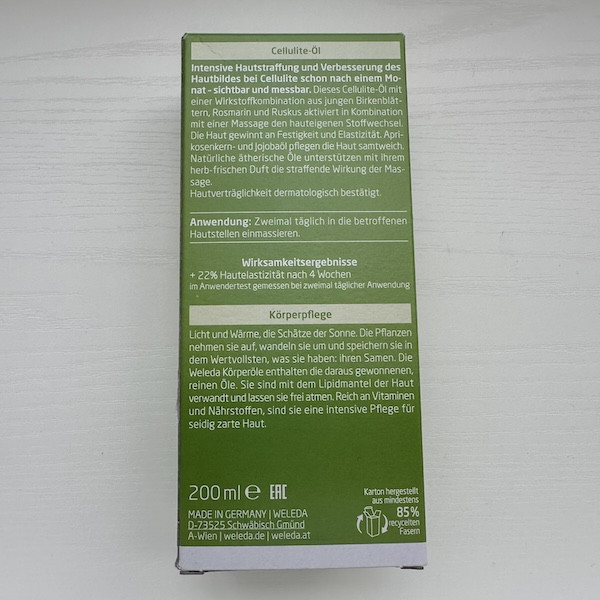 Cellulite-Öl
Intensive Hautstraffung und Verbesserung des
Hautbildes bei Cellulite schon nach einem Mo-
nat – sichtbar und messbar. Dieses Cellulite-Öl mit
einer Wirkstoffkombination aus jungen Birkenblät-
tern, Rosmarin und Ruskus aktiviert in Kombination
mit einer Massage den hauteigenen Stoffwechsel.
Die Haut gewinnt an Festigkeit und Elastizität. Apri-
kosenkern- und Jojobaöl pflegen die Haut samtweich.
Natürliche ätherische Öle unterstützen mit ihrem
herb-frischen Duft die straffende Wirkung der Mas-
sage.
Hautverträglichkeit dermatologisch bestätigt.
Anwendung: Zweimal täglich in die betroffenen
Hautstellen einmassieren.
Wirksamkeitsergebnisse
+ 22% Hautelastizität nach 4 Wochen
im Anwendertest gemessen bei zweimal täglicher Anwendung
Körperpflege
Licht und Wärme, die Schätze der Sonne. Die Pflanzen
nehmen sie auf, wandeln sie um und speichern sie in
dem Wertvollsten, was sie haben: ihren Samen. Die
Weleda Körperöle enthalten die daraus gewonnenen,
reinen Öle. Sie sind mit dem Lipidmantel der Haut
verwandt und lassen sie frei atmen. Reich an Vitaminen
und Nährstoffen, sind sie eine intensive Pflege für
seidig zarte Haut.
200 ml e EAC
MADE IN GERMANY | WELEDA
D-73525 Schwäbisch Gmünd
A-Wien | weleda.de | weleda.at
Karton hergestellt
aus mindestens
85%
recycelten
Fasern